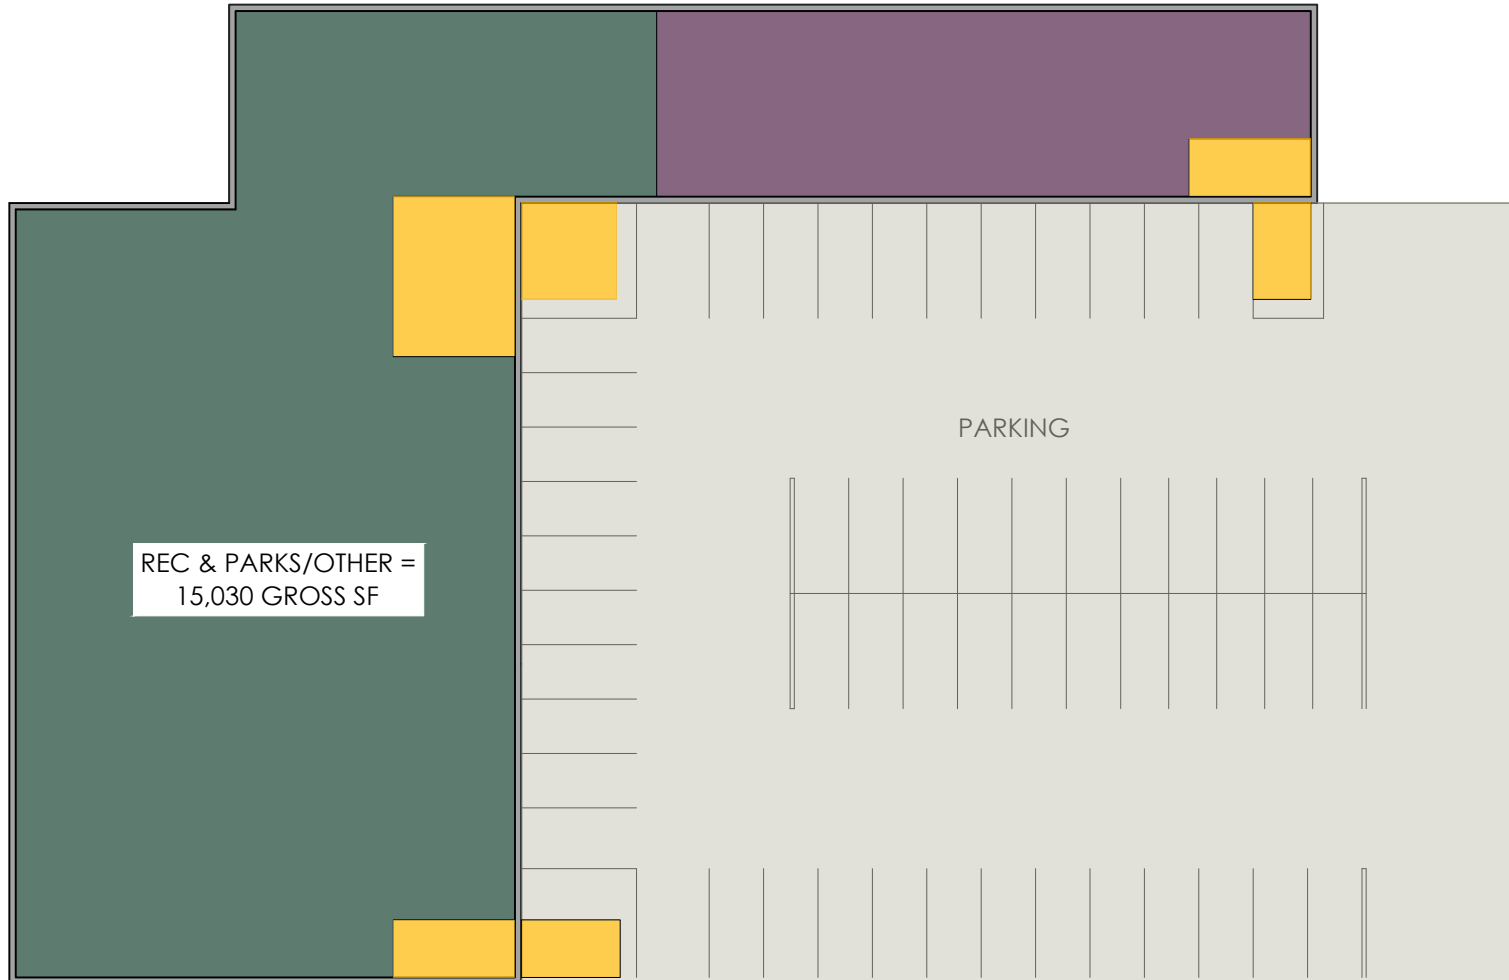 PARKING
REC & PARKS/OTHER =
15,030 GROSS SF